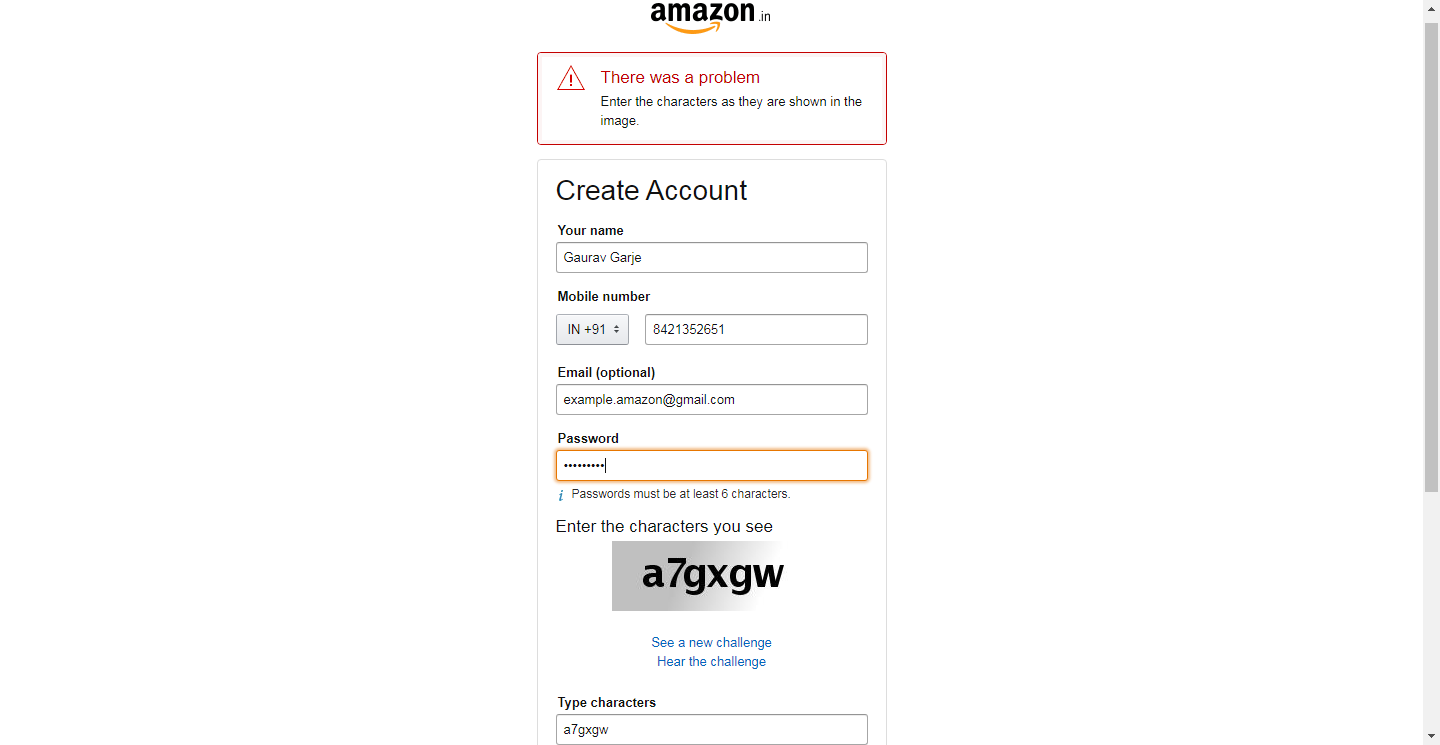 amazon.in
There was a problem
Enter the characters as they are shown in the
image.
Create Account
Your name
Gaurav Garje
Mobile number
IN +91 8421352651
Email (optional)
example.amazon@gmail.com
Password
•••••••••
i Passwords must be at least 6 characters.
Enter the characters you see
a7gxgw
See a new challenge
Hear the challenge
Type characters
a7gxgw